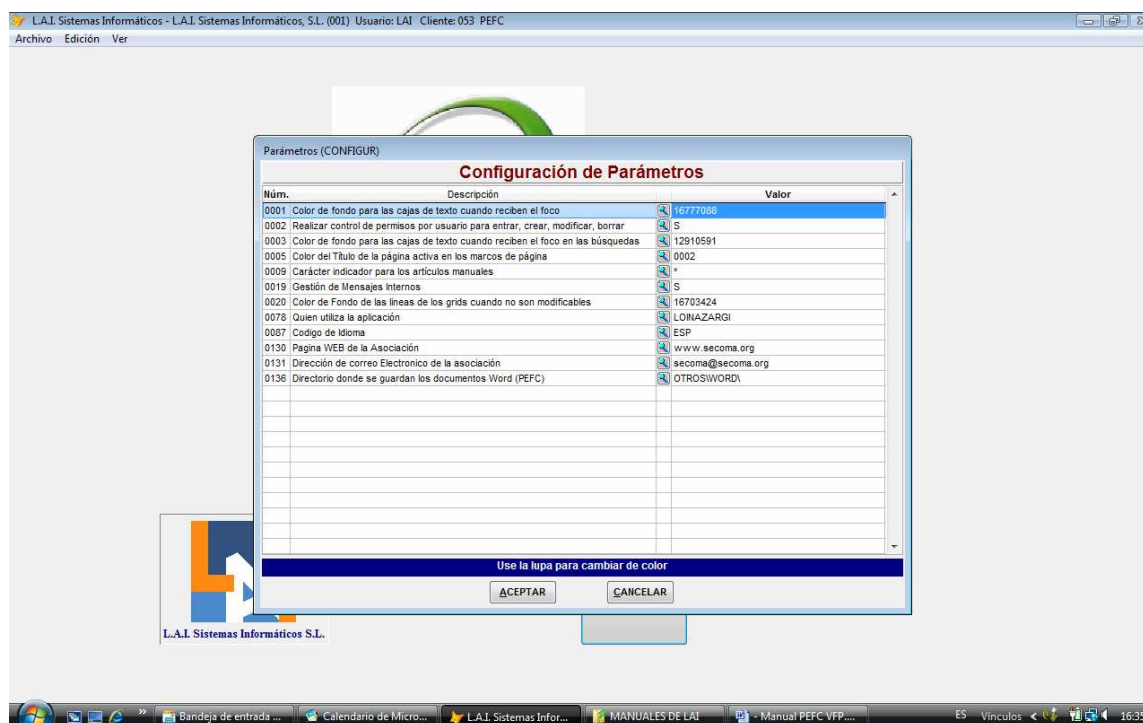 L.A.I. Sistemas Informáticos - L.A.I. Sistemas Informáticos, S.L. (001) Usuario: LAI Cliente: 053 PEFC
Archivo Edición Ver
Parámetros (CONFIGUR)
Configuración de Parámetros
Núm. Descripción Valor
0001 Color de fondo para las cajas de texto cuando reciben el foco 16777088
0002 Realizar control de permisos por usuario para entrar, crear, modificar, borrar S
0003 Color de fondo para las cajas de texto cuando reciben el foco en las búsquedas 12910591
0005 Color del Título de la página activa en los marcos de página 0002
0009 Carácter indicador para los artículos manuales *
0019 Gestión de Mensajes Internos S
0020 Color de Fondo de las lineas de los grids cuando no son modificables 16703424
0078 Quien utiliza la aplicación LOINAZARGI
0087 Codigo de Idioma ESP
0130 Pagina WEB de la Asociación www.secoma.org
0131 Dirección de correo Electronico de la asociación secoma@secoma.org
0136 Directorio donde se guardan los documentos Word (PEFC) OTROS\WORD\
Use la lupa para cambiar de color
ACEPTAR CANCELAR
L.A.I. Sistemas Informáticos S.L.
» Bandeja de entrada ... Calendario de Micro... L.A.I. Sistemas Infor... MANUALES DE LAI - Manual PEFC VFP.... ES Vínculos < 16:39